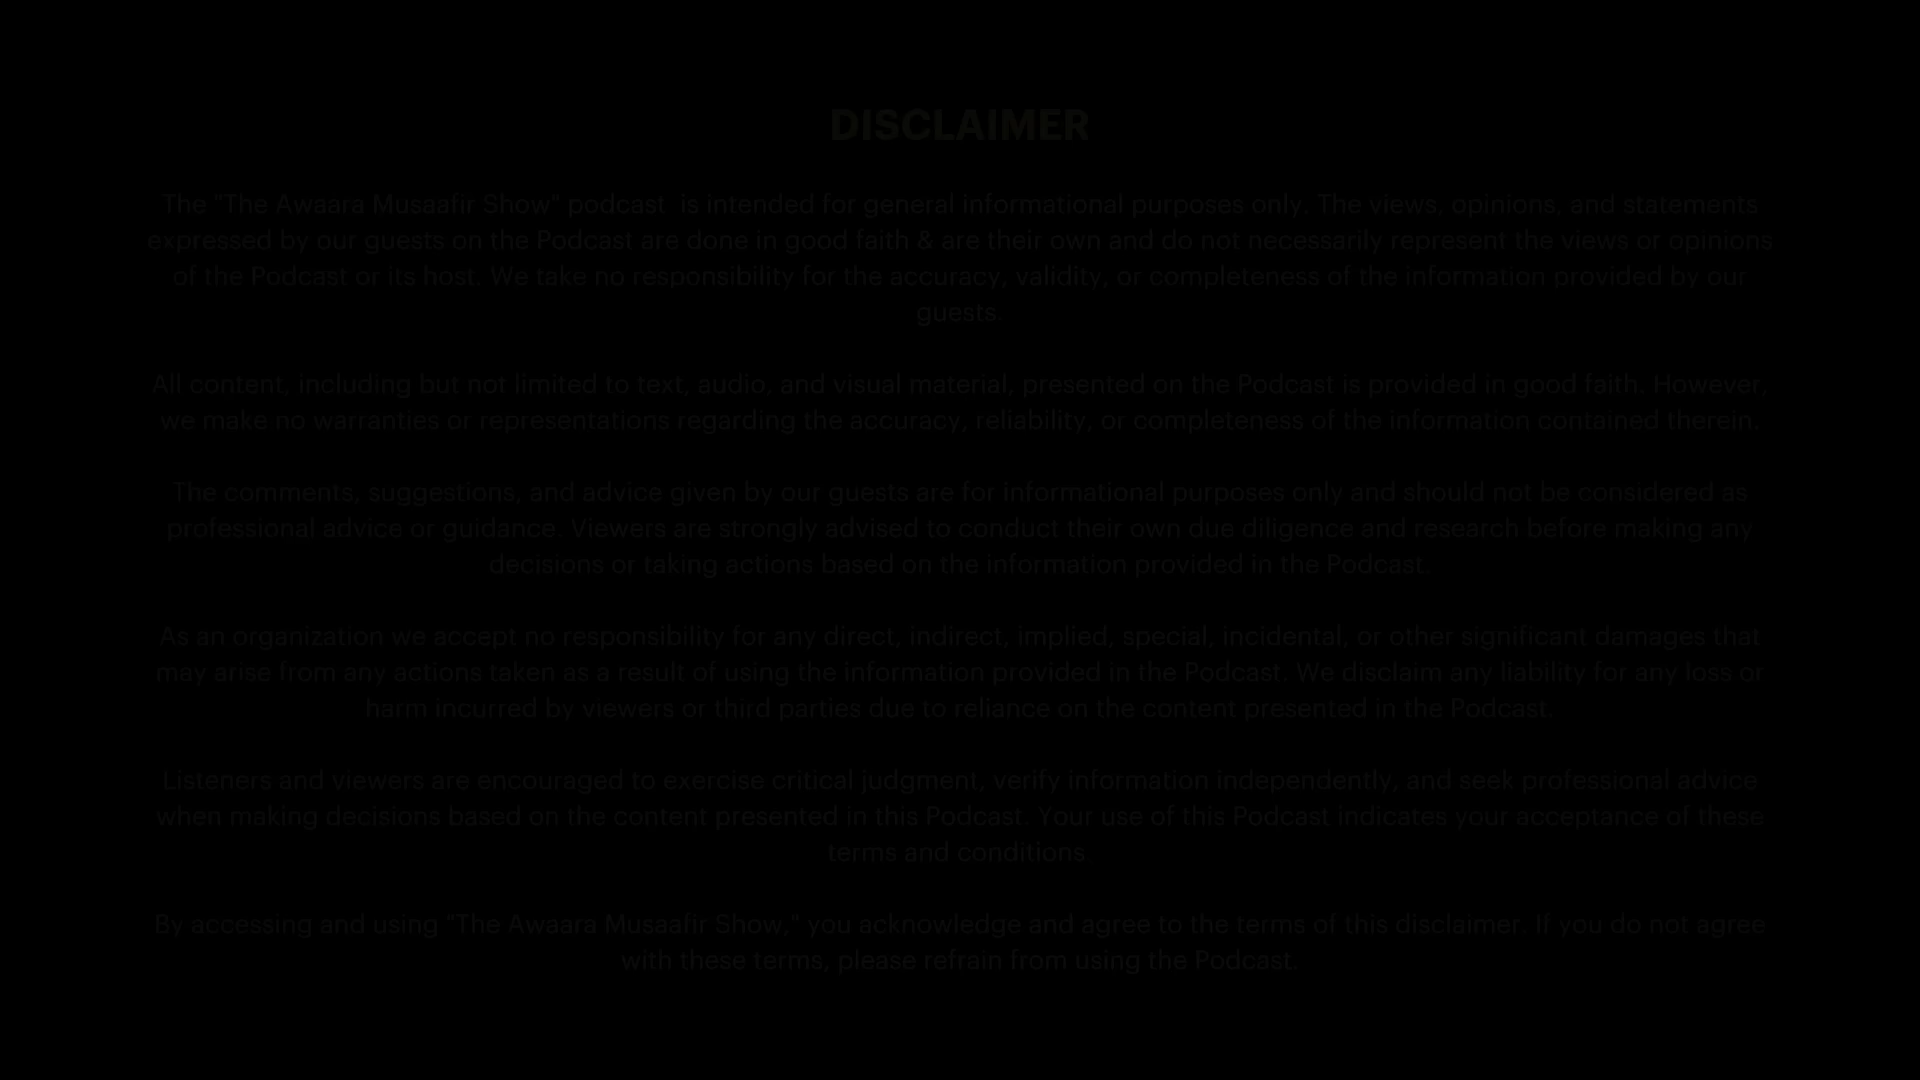 DISCLAIMER
The "The Awaara Musaafir Show" podcast is intended for general informational purposes only. The views, opinions, and statements
expressed by our guests on the Podcast are done in good faith & are their own and do not necessarily represent the views or opinions
of the Podcast or its host. We take no responsibility for the accuracy, validity, or completeness of the information provided by our
guests.
All content, including but not limited to text, audio, and visual material, presented on the Podcast is provided in good faith. However,
we make no warranties or representations regarding the accuracy, reliability, or completeness of the information contained therein.
The comments, suggestions, and advice given by our guests are for informational purposes only and should not be considered as
professional advice or guidance. Viewers are strongly advised to conduct their own due diligence and research before making any
decisions or taking actions based on the information provided in the Podcast.
As an organization we accept no responsibility for any direct, indirect, implied, special, incidental, or other significant damages that
may arise from any actions taken as a result of using the information provided in the Podcast. We disclaim any liability for any loss or
harm incurred by viewers or third parties due to reliance on the content presented in the Podcast.
Listeners and viewers are encouraged to exercise critical judgment, verify information independently, and seek professional advice
when making decisions based on the content presented in this Podcast. Your use of this Podcast indicates your acceptance of these
terms and conditions.
By accessing and using "The Awaara Musaafir Show," you acknowledge and agree to the terms of this disclaimer. If you do not agree
with these terms, please refrain from using the Podcast.